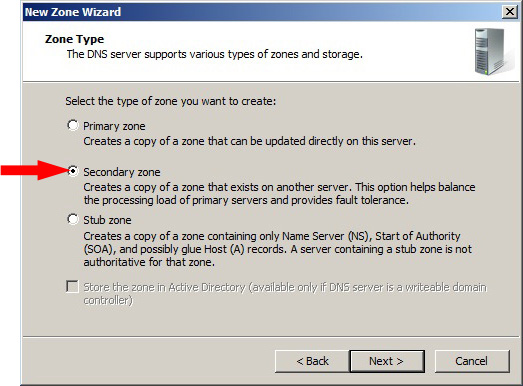 New Zone Wizard
Zone Type
The DNS server supports various types of zones and storage.
Select the type of zone you want to create:
Primary zone
Creates a copy of a zone that can be updated directly on this server.
Secondary zone
Creates a copy of a zone that exists on another server. This option helps balance
the processing load of primary servers and provides fault tolerance.
Stub zone
Creates a copy of a zone containing only Name Server (NS), Start of Authority
(SOA), and possibly glue Host (A) records. A server containing a stub zone is not
authoritative for that zone.
Store the zone in Active Directory (available only if DNS server is a writeable domain
controller)
< Back Next > Cancel